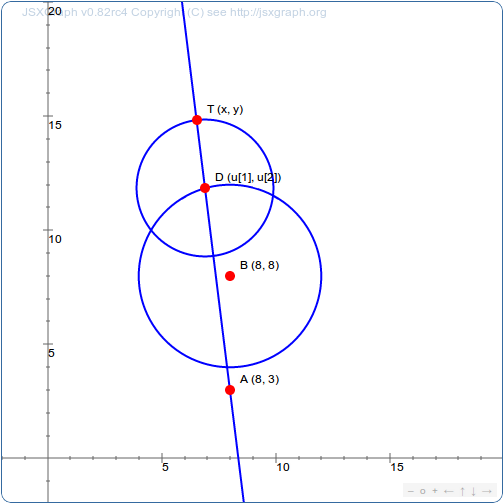 JSXGraph v0.82rc4 Copyright (C) see http://jsxgraph.org
20
T (x, y)
15
D (u[1], u[2])
10
B (8, 8)
5
A (8, 3)
5 10 15
− o + ← ↑ ↓ →